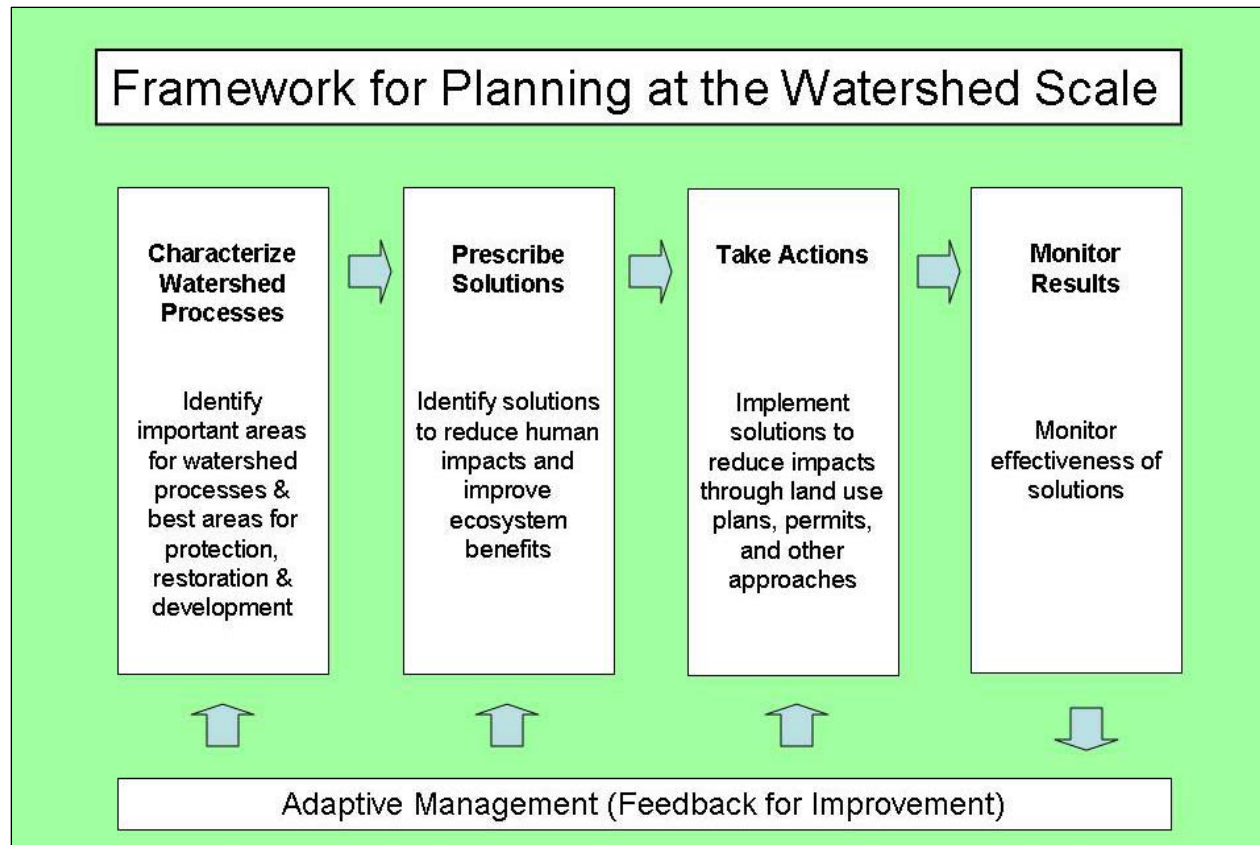 Framework for Planning at the Watershed Scale
Characterize
Watershed
Processes
Identify
important areas
for watershed
processes &
best areas for
protection,
restoration &
development
Prescribe
Solutions
Identify solutions
to reduce human
impacts and
improve
ecosystem
benefits
Take Actions
Implement
solutions to
reduce impacts
through land use
plans, permits,
and other
approaches
Monitor
Results
Monitor
effectiveness of
solutions
Adaptive Management (Feedback for Improvement)